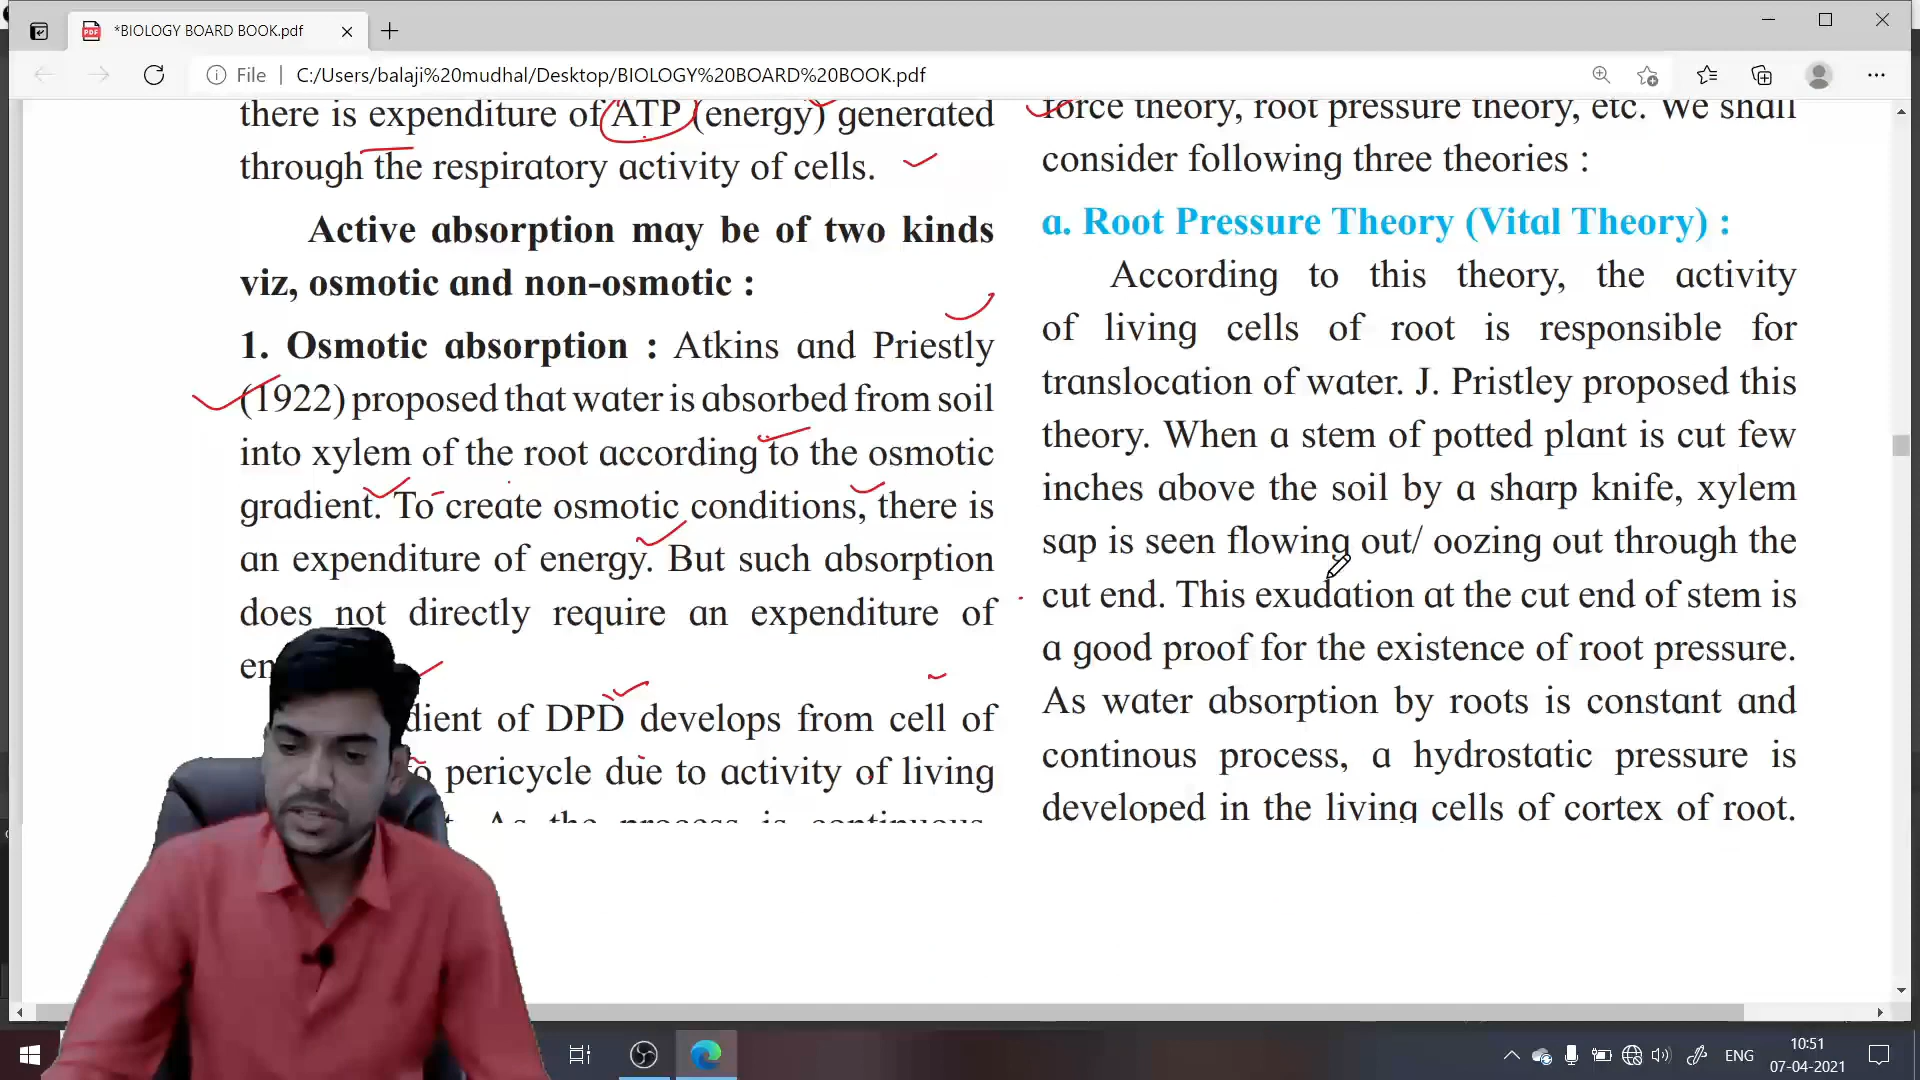 *BIOLOGY BOARD BOOK.pdf
File
C:/Users/balaji%20mudhal/Desktop/BIOLOGY%20BOARD%20BOOK.pdf
there is expenditure of ATP (energy) generated
through the respiratory activity of cells.
Active absorption may be of two kinds
viz, osmotic and non-osmotic :
1. Osmotic absorption : Atkins and Priestly
(1922) proposed that water is absorbed from soil
into xylem of the root according to the osmotic
gradient. To create osmotic conditions, there is
an expenditure of energy. But such absorption
does not directly require an expenditure of
en
dient of DPD develops from cell of
to pericycle due to activity of living
t. As the process is continuous,
force theory, root pressure theory, etc. We shall
consider following three theories :
a. Root Pressure Theory (Vital Theory) :
According to this theory, the activity
of living cells of root is responsible for
translocation of water. J. Pristley proposed this
theory. When a stem of potted plant is cut few
inches above the soil by a sharp knife, xylem
sap is seen flowing out/ oozing out through the
cut end. This exudation at the cut end of stem is
a good proof for the existence of root pressure.
As water absorption by roots is constant and
continous process, a hydrostatic pressure is
developed in the living cells of cortex of root.
ENG
10:51
07-04-2021